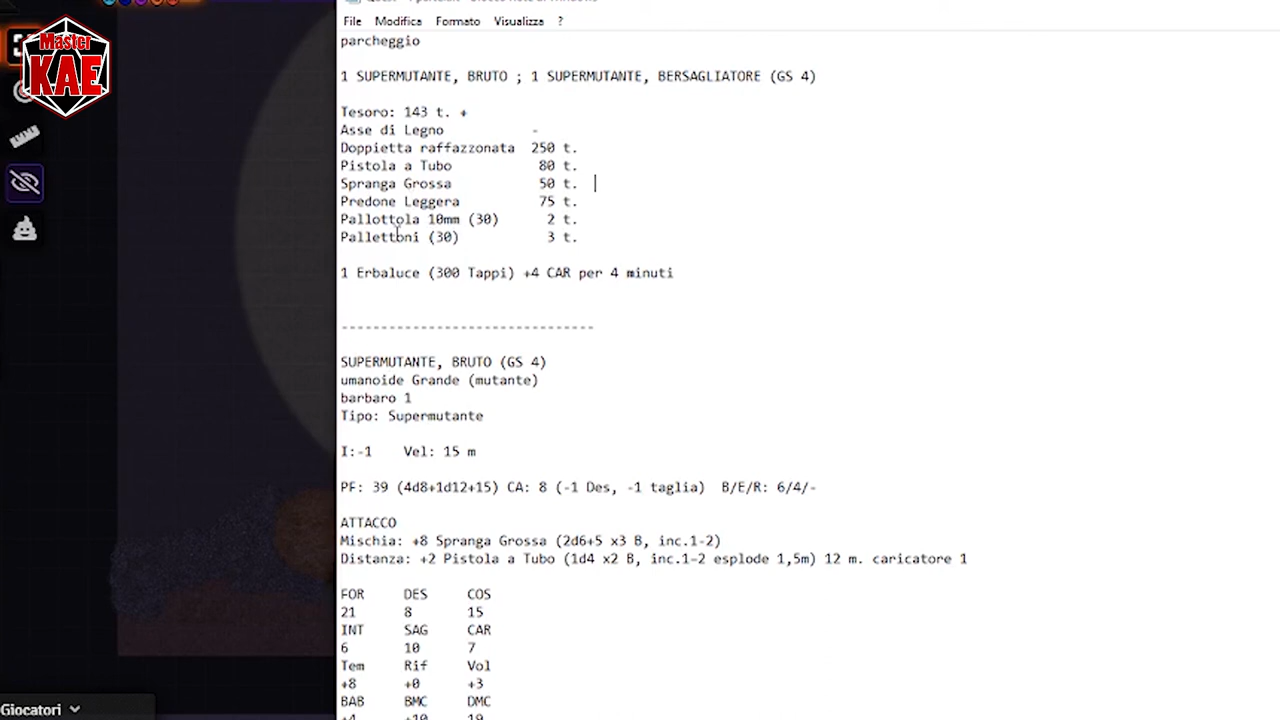 Master
KAE
File Modifica Formato Visualizza ?
parcheggio
1 SUPERMUTANTE, BRUTO ; 1 SUPERMUTANTE, BERSAGLIATORE (GS 4)
Tesoro: 143 t. +
Asse di Legno -
Doppietta raffazzonata 250 t.
Pistola a Tubo 80 t.
Spranga Grossa 50 t.
Predone Leggera 75 t.
Pallottola 10mm (30) 2 t.
Pallettoni (30) 3 t.
1 Erbaluce (300 Tappi) +4 CAR per 4 minuti
--------------------------------
SUPERMUTANTE, BRUTO (GS 4)
umanoide Grande (mutante)
barbaro 1
Tipo: Supermutante
I:-1 Vel: 15 m
PF: 39 (4d8+1d12+15) CA: 8 (-1 Des, -1 taglia) B/E/R: 6/4/-
ATTACCO
Mischia: +8 Spranga Grossa (2d6+5 x3 B, inc.1-2)
Distanza: +2 Pistola a Tubo (1d4 x2 B, inc.1-2 esplode 1,5m) 12 m. caricatore 1
FOR DES COS
21 8 15
INT SAG CAR
6 10 7
Tem Rif Vol
+8 +0 +3
BAB BMC DMC
+4 +10 19
Giocatori